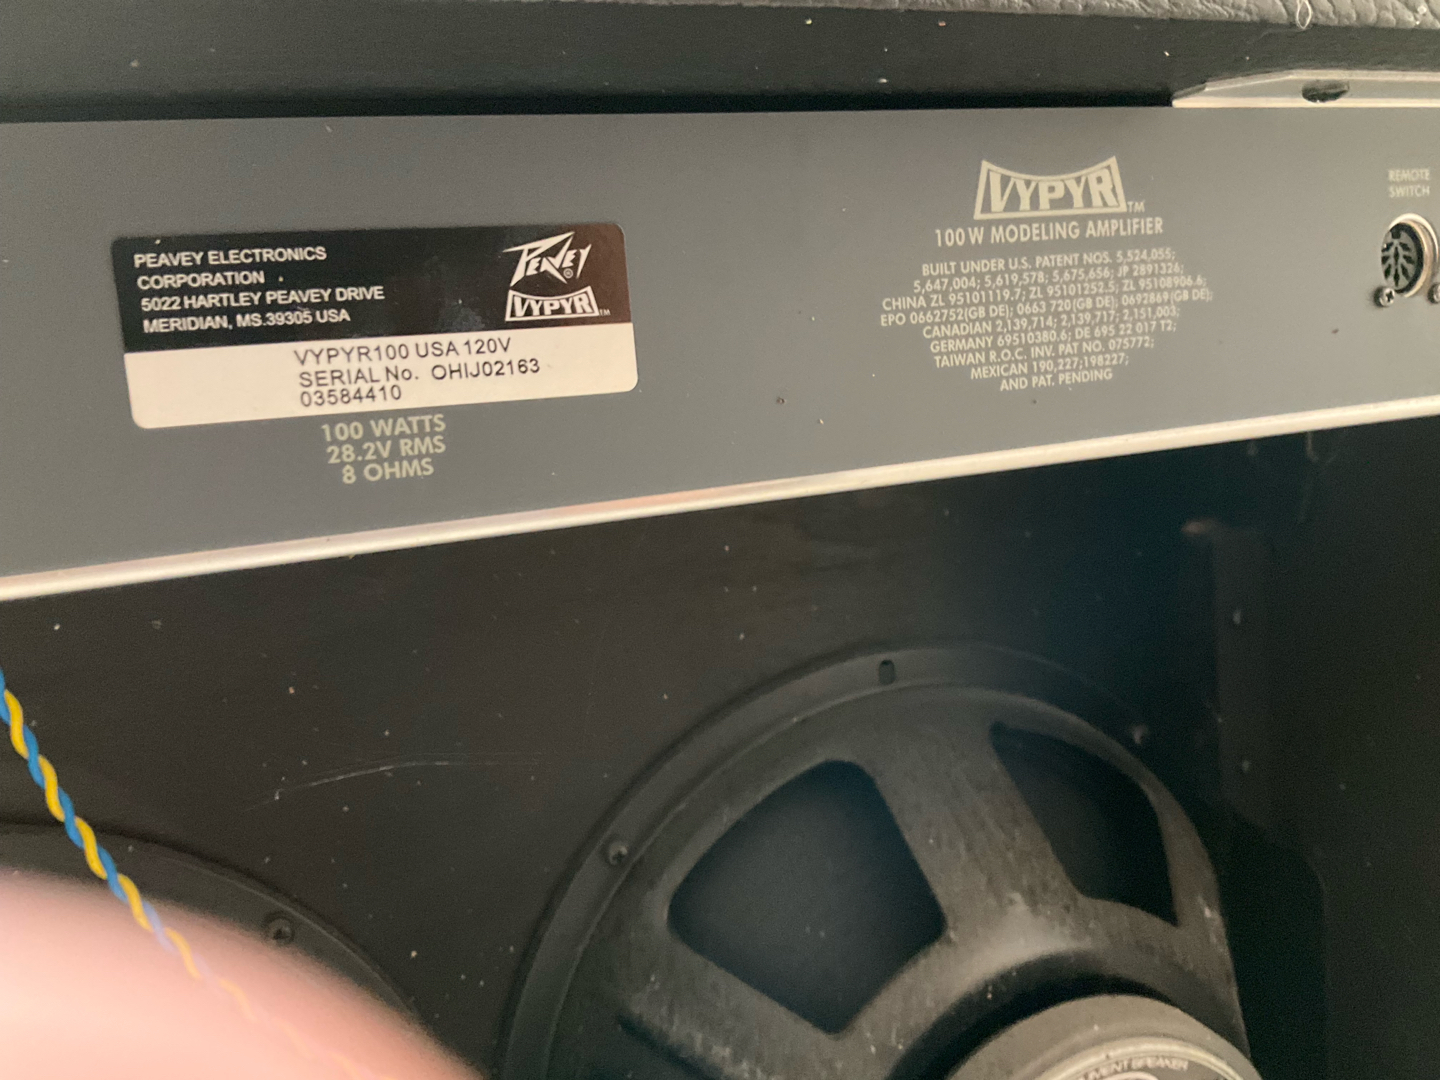 PEAVEY ELECTRONICS
CORPORATION
5022 HARTLEY PEAVEY DRIVE
MERIDIAN, MS.39305 USA
PEAVEY ®
VYPYR TM
VYPYR100 USA 120V
SERIAL No. OHIJ02163
03584410
100 WATTS
28.2V RMS
8 OHMS
VYPYR TM
100W MODELING AMPLIFIER
BUILT UNDER U.S. PATENT NOS. 5,524,055;
5,647,004; 5,619,578; 5,675,656; JP 2891326;
CHINA ZL 95101119.7; ZL 95101252.5; ZL 95108906.6;
EPO 0662752(GB DE); 0663 720(GB DE); 0692869(GB DE);
CANADIAN 2,139,714; 2,139,717; 2,151,003;
GERMANY 69510380.6; DE 695 22 017 T2;
TAIWAN R.O.C. INV. PAT NO. 075772;
MEXICAN 190,227;198227;
AND PAT. PENDING
REMOTE
SWITCH
SPEAKER